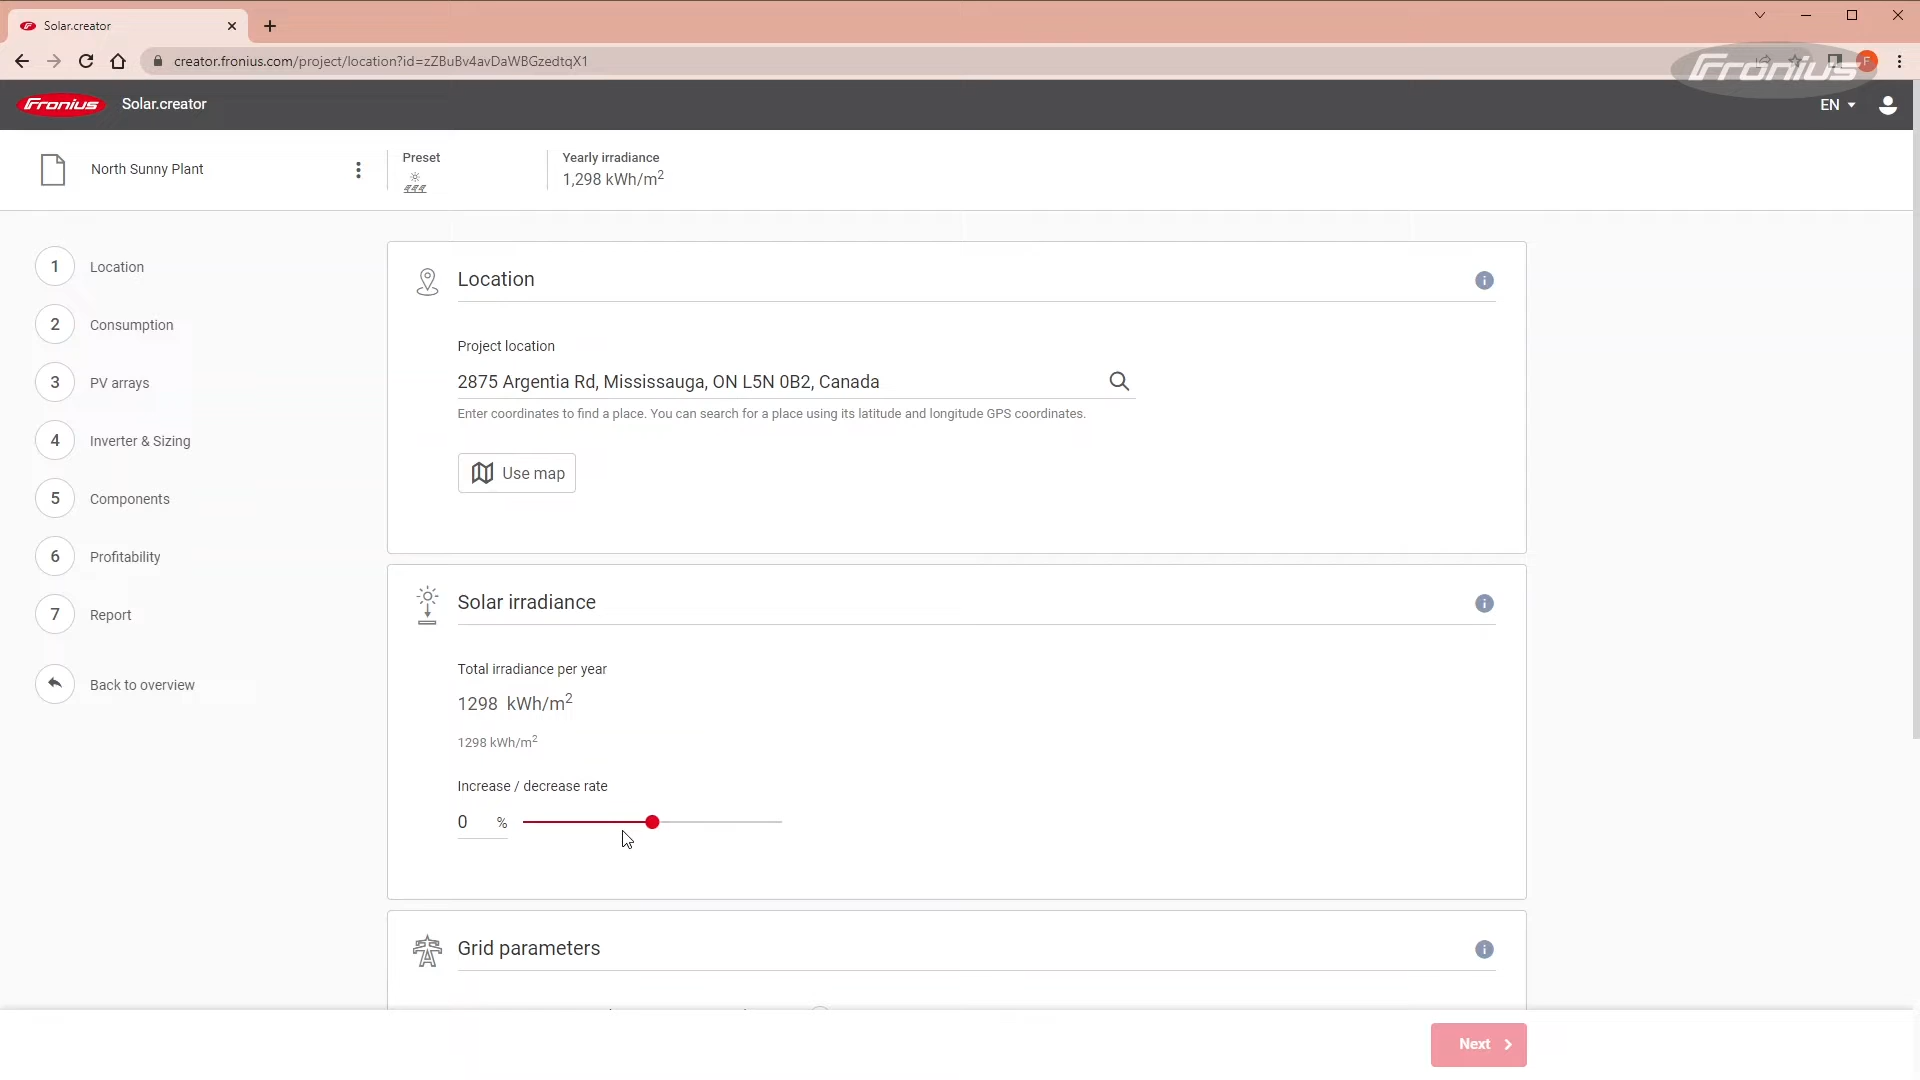 Solar.creator
creator.fronius.com/project/location?id=zZBuBv4avDaWBGzedtqX1
F
Fronius
Fronius
Solar.creator
EN
North Sunny Plant
Preset
Yearly irradiance
1,298 kWh/m²
1 Location
2 Consumption
3 PV arrays
4 Inverter & Sizing
5 Components
6 Profitability
7 Report
Back to overview
Location
Project location
2875 Argentia Rd, Mississauga, ON L5N 0B2, Canada
Enter coordinates to find a place. You can search for a place using its latitude and longitude GPS coordinates.
Use map
Solar irradiance
Total irradiance per year
1298 kWh/m²
1298 kWh/m²
Increase / decrease rate
0 %
Grid parameters
Next